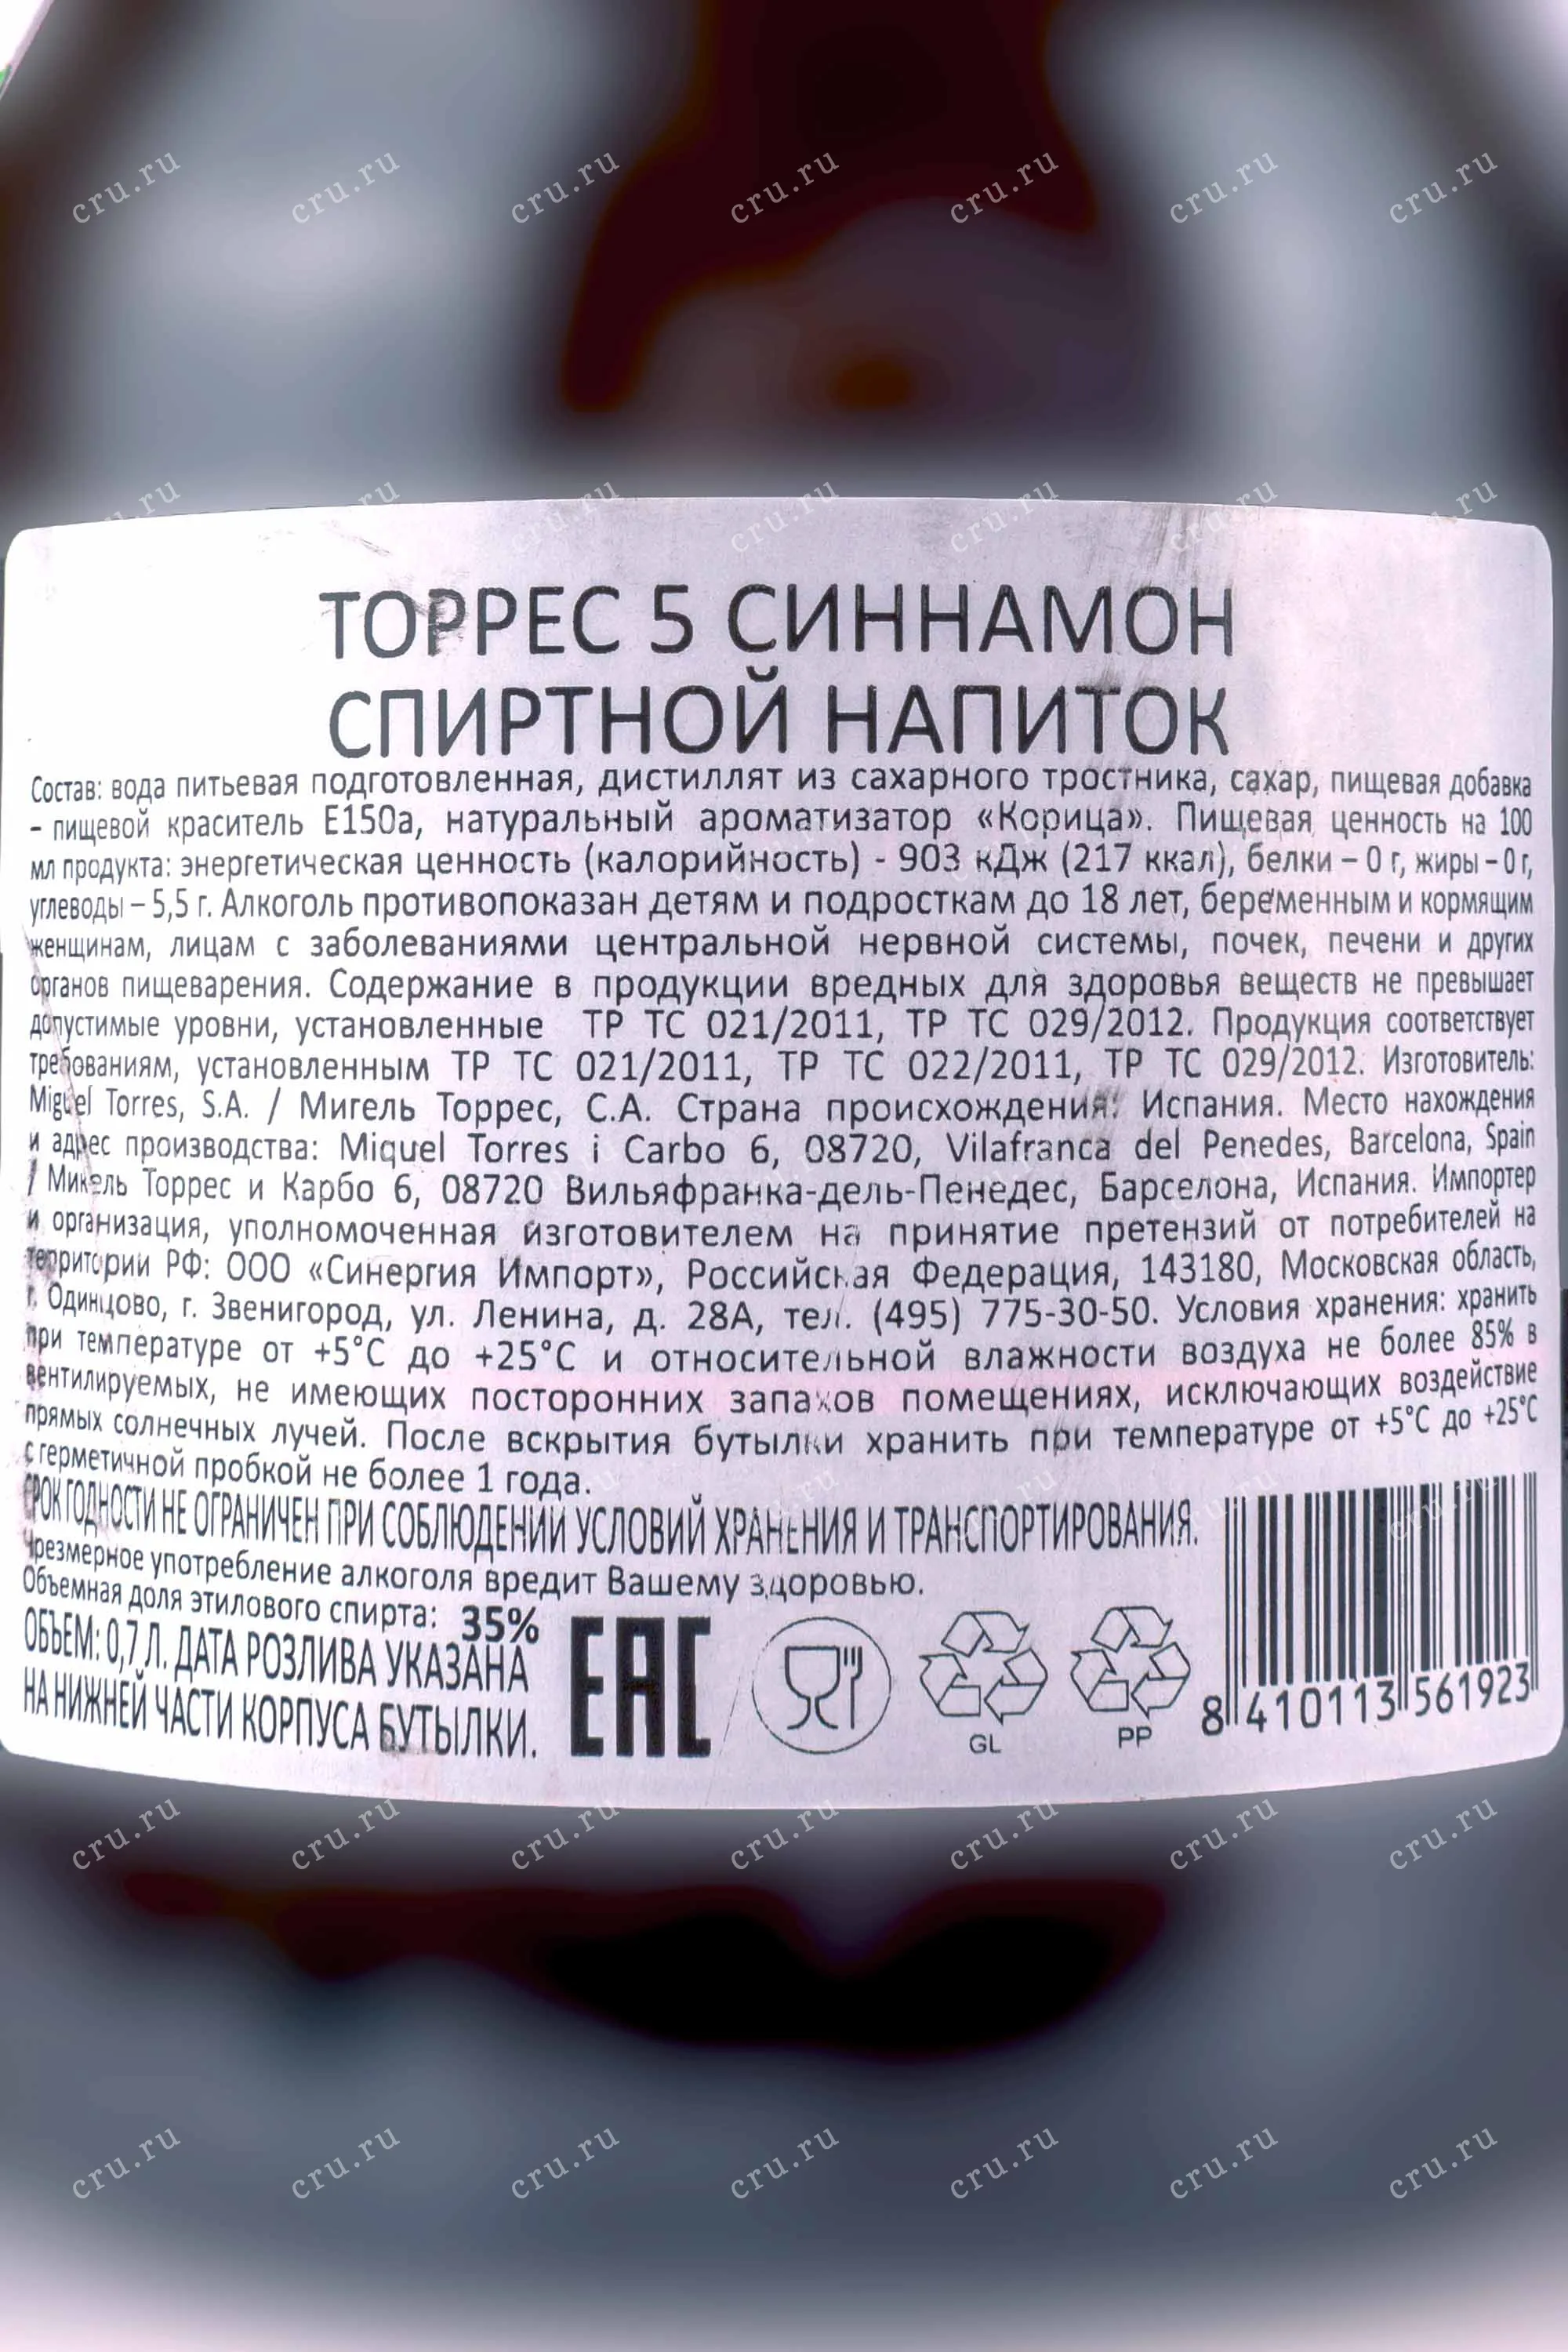 ТОРРЕС 5 СИННАМОН
СПИРТНОЙ НАПИТОК
Состав: вода питьевая подготовленная, дистиллят из сахарного тростника, сахар, пищевая добавка
- пищевой краситель Е150а, натуральный ароматизатор «Корица». Пищевая ценность на 100
мл продукта: энергетическая ценность (калорийность) - 903 кДж (217 ккал), белки – 0 г, жиры – 0 г,
углеводы – 5,5 г. Алкоголь противопоказан детям и подросткам до 18 лет, беременным и кормящим
женщинам, лицам с заболеваниями центральной нервной системы, почек, печени и других
органов пищеварения. Содержание в продукции вредных для здоровья веществ не превышает
допустимые уровни, установленные ТР ТС 021/2011, ТР ТС 029/2012. Продукция соответствует
требованиям, установленным ТР ТС 021/2011, ТР ТС 022/2011, ТР ТС 029/2012. Изготовитель:
Miguel Torres, S.A. / Мигель Торрес, С.А. Страна происхождения: Испания. Место нахождения
и адрес производства: Miquel Torres i Carbo 6, 08720, Vilafranca del Penedes, Barcelona, Spain
/ Микель Торрес и Карбо 6, 08720 Вильяфранка-дель-Пенедес, Барселона, Испания. Импортер
и организация, уполномоченная изготовителем на принятие претензий от потребителей на
территории РФ: ООО «Синергия Импорт», Российская Федерация, 143180, Московская область,
г. Одинцово, г. Звенигород, ул. Ленина, д. 28А, тел. (495) 775-30-50. Условия хранения: хранить
при температуре от +5°С до +25°С и относительной влажности воздуха не более 85% в
вентилируемых, не имеющих посторонних запахов помещениях, исключающих воздействие
прямых солнечных лучей. После вскрытия бутылки хранить при температуре от +5°С до +25°С
с герметичной пробкой не более 1 года.
СРОК ГОДНОСТИ НЕ ОГРАНИЧЕН ПРИ СОБЛЮДЕНИИ УСЛОВИЙ ХРАНЕНИЯ И ТРАНСПОРТИРОВАНИЯ.
Чрезмерное употребление алкоголя вредит Вашему здоровью.
Объемная доля этилового спирта: 35%
ОБЪЕМ: 0,7 Л. ДАТА РОЗЛИВА УКАЗАНА
НА НИЖНЕЙ ЧАСТИ КОРПУСА БУТЫЛКИ.
EAC
GL
PP
8 410113 561923
cru.ru